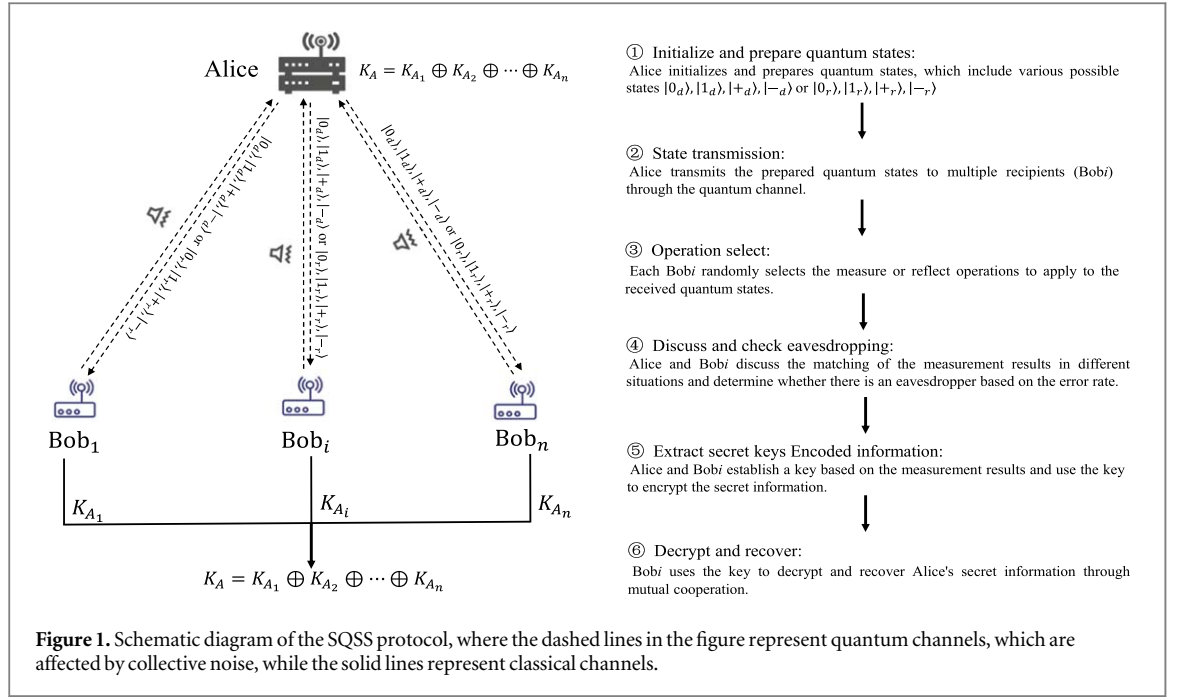 Alice
K_A = K_{A_1} ⊕ K_{A_2} ⊕ ⋯ ⊕ K_{A_n}
|0_d⟩,|1_d⟩,|+_d⟩,|−_d⟩ or |0_r⟩,|1_r⟩,|+_r⟩,|−_r⟩
|0_d⟩,|1_d⟩,|+_d⟩,|−_d⟩ or |0_r⟩,|1_r⟩,|+_r⟩,|−_r⟩
|0_d⟩,|1_d⟩,|+_d⟩,|−_d⟩ or |0_r⟩,|1_r⟩,|+_r⟩,|−_r⟩
Bob₁
Bob_i
Bob_n
K_{A_1}
K_{A_i}
K_{A_n}
K_A = K_{A_1} ⊕ K_{A_2} ⊕ ⋯ ⊕ K_{A_n}
① Initialize and prepare quantum states:
Alice initializes and prepares quantum states, which include various possible
states |0_d⟩,|1_d⟩,|+_d⟩,|−_d⟩ or |0_r⟩,|1_r⟩,|+_r⟩,|−_r⟩
② State transmission:
Alice transmits the prepared quantum states to multiple recipients (Bobi)
through the quantum channel.
③ Operation select:
Each Bobi randomly selects the measure or reflect operations to apply to the
received quantum states.
④ Discuss and check eavesdropping:
Alice and Bobi discuss the matching of the measurement results in different
situations and determine whether there is an eavesdropper based on the error rate.
⑤ Extract secret keys Encoded information:
Alice and Bobi establish a key based on the measurement results and use the key
to encrypt the secret information.
⑥ Decrypt and recover:
Bobi uses the key to decrypt and recover Alice's secret information through
mutual cooperation.
Figure 1. Schematic diagram of the SQSS protocol, where the dashed lines in the figure represent quantum channels, which are
affected by collective noise, while the solid lines represent classical channels.